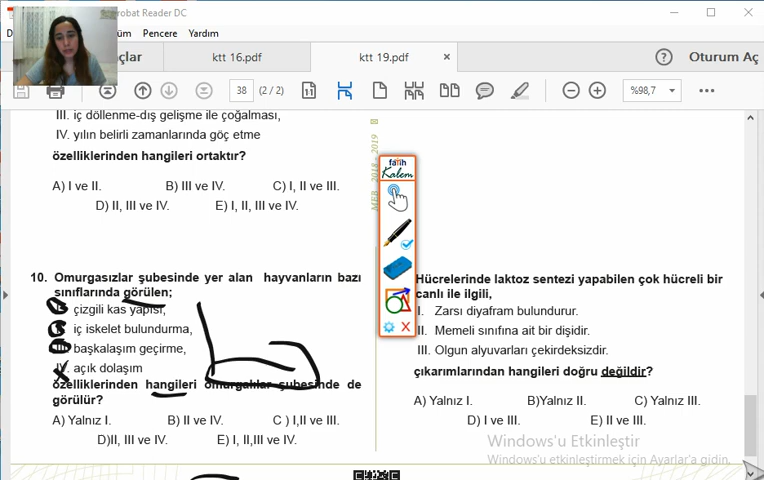 robat Reader DC
üm Pencere Yardım
çlar ktt 16.pdf ktt 19.pdf × Oturum Aç
38 (2 / 2) %98,7
III. iç döllenme-dış gelişme ile çoğalması,
IV. yılın belirli zamanlarında göç etme
özelliklerinden hangileri ortaktır?
A) I ve II. B) III ve IV. C) I, II ve III.
D) II, III ve IV. E) I, II, III ve IV.
MEB 2018 - 2019
fatih
Kalem
10. Omurgasızlar şubesinde yer alan hayvanların bazı
sınıflarında görülen;
çizgili kas yapısı,
iç iskelet bulundurma,
III. başkalaşım geçirme,
IV. açık dolaşım
özelliklerinden hangileri omurgalılar şubesinde de
görülür?
A) Yalnız I. B) II ve IV. C ) I,II ve III.
D)II, III ve IV. E) I, II,III ve IV.
Hücrelerinde laktoz sentezi yapabilen çok hücreli bir
canlı ile ilgili,
I. Zarsı diyafram bulundurur.
II. Memeli sınıfına ait bir dişidir.
III. Olgun alyuvarları çekirdeksizdir.
çıkarımlarından hangileri doğru değildir?
A) Yalnız I. B)Yalnız II. C) Yalnız III.
D) I ve III. E) II ve III.
Windows'u Etkinleştir
Windows'u etkinleştirmek için Ayarlar'a gidin.